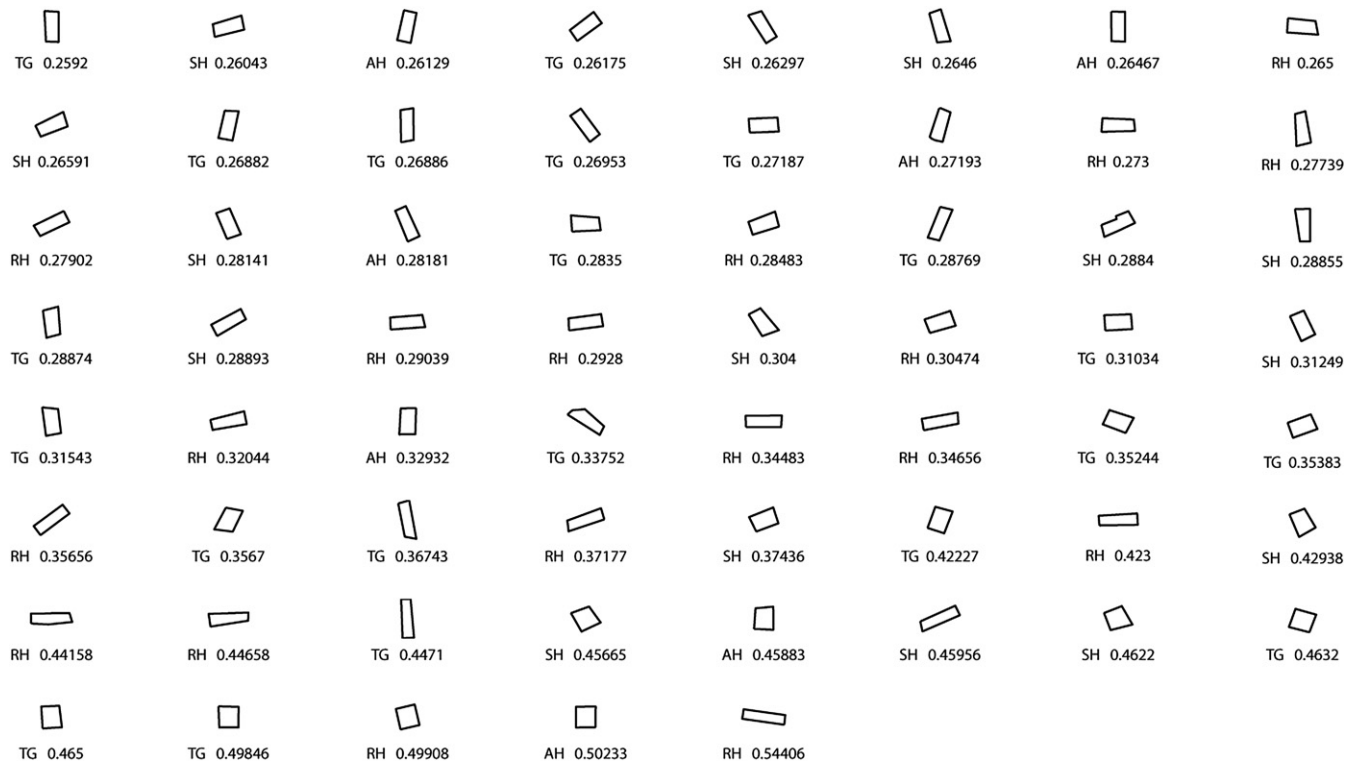 TG 0.2592 SH 0.26043 AH 0.26129 TG 0.26175 SH 0.26297 SH 0.2646 AH 0.26467 RH 0.265
SH 0.26591 TG 0.26882 TG 0.26886 TG 0.26953 TG 0.27187 AH 0.27193 RH 0.273 RH 0.27739
RH 0.27902 SH 0.28141 AH 0.28181 TG 0.2835 RH 0.28483 TG 0.28769 SH 0.2884 SH 0.28855
TG 0.28874 SH 0.28893 RH 0.29039 RH 0.2928 SH 0.304 RH 0.30474 TG 0.31034 SH 0.31249
TG 0.31543 RH 0.32044 AH 0.32932 TG 0.33752 RH 0.34483 RH 0.34656 TG 0.35244 TG 0.35383
RH 0.35656 TG 0.3567 TG 0.36743 RH 0.37177 SH 0.37436 TG 0.42227 RH 0.423 SH 0.42938
RH 0.44158 RH 0.44658 TG 0.4471 SH 0.45665 AH 0.45883 SH 0.45956 SH 0.4622 TG 0.4632
TG 0.465 TG 0.49846 RH 0.49908 AH 0.50233 RH 0.54406